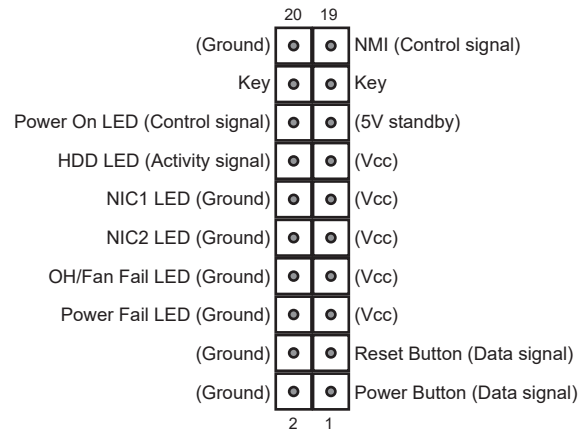 20 19
(Ground) NMI (Control signal)
Key Key
Power On LED (Control signal) (5V standby)
HDD LED (Activity signal) (Vcc)
NIC1 LED (Ground) (Vcc)
NIC2 LED (Ground) (Vcc)
OH/Fan Fail LED (Ground) (Vcc)
Power Fail LED (Ground) (Vcc)
(Ground) Reset Button (Data signal)
(Ground) Power Button (Data signal)
2 1